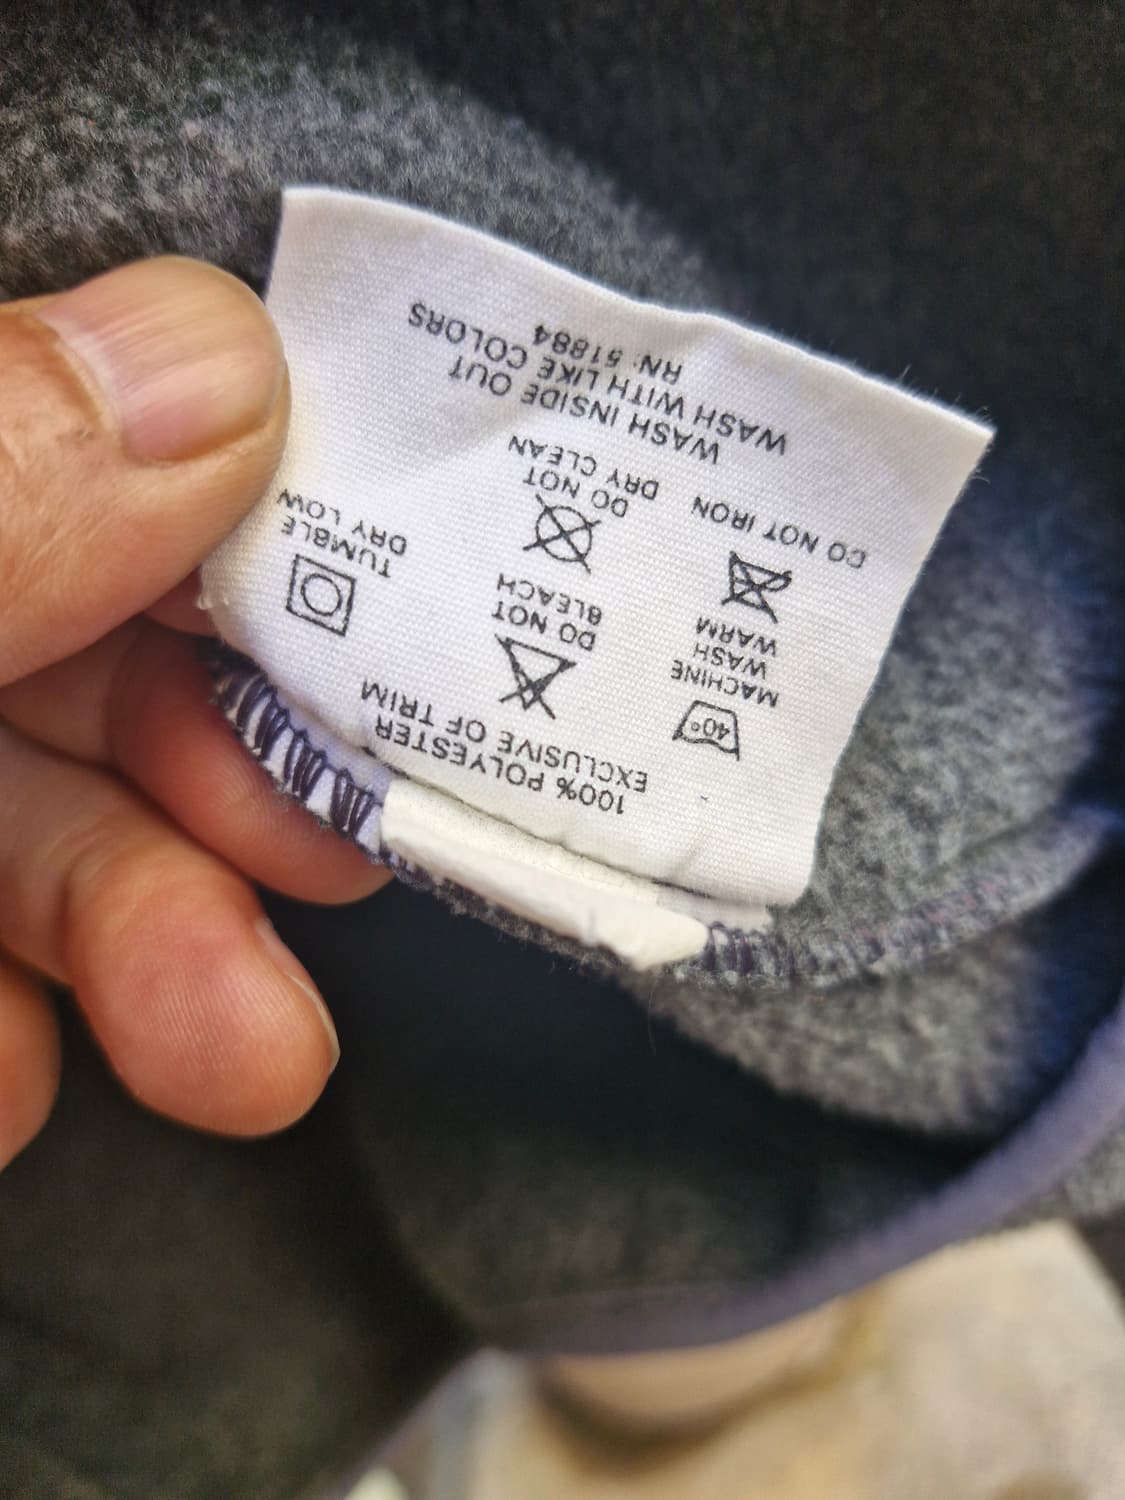 100% POLYESTER
EXCLUSIVE OF TRIM
40°
MACHINE
WASH
WARM
DO NOT
BLEACH
TUMBLE
DRY LOW
DO NOT IRON
DO NOT
DRY CLEAN
WASH INSIDE OUT
WASH WITH LIKE COLORS
RN: 51884